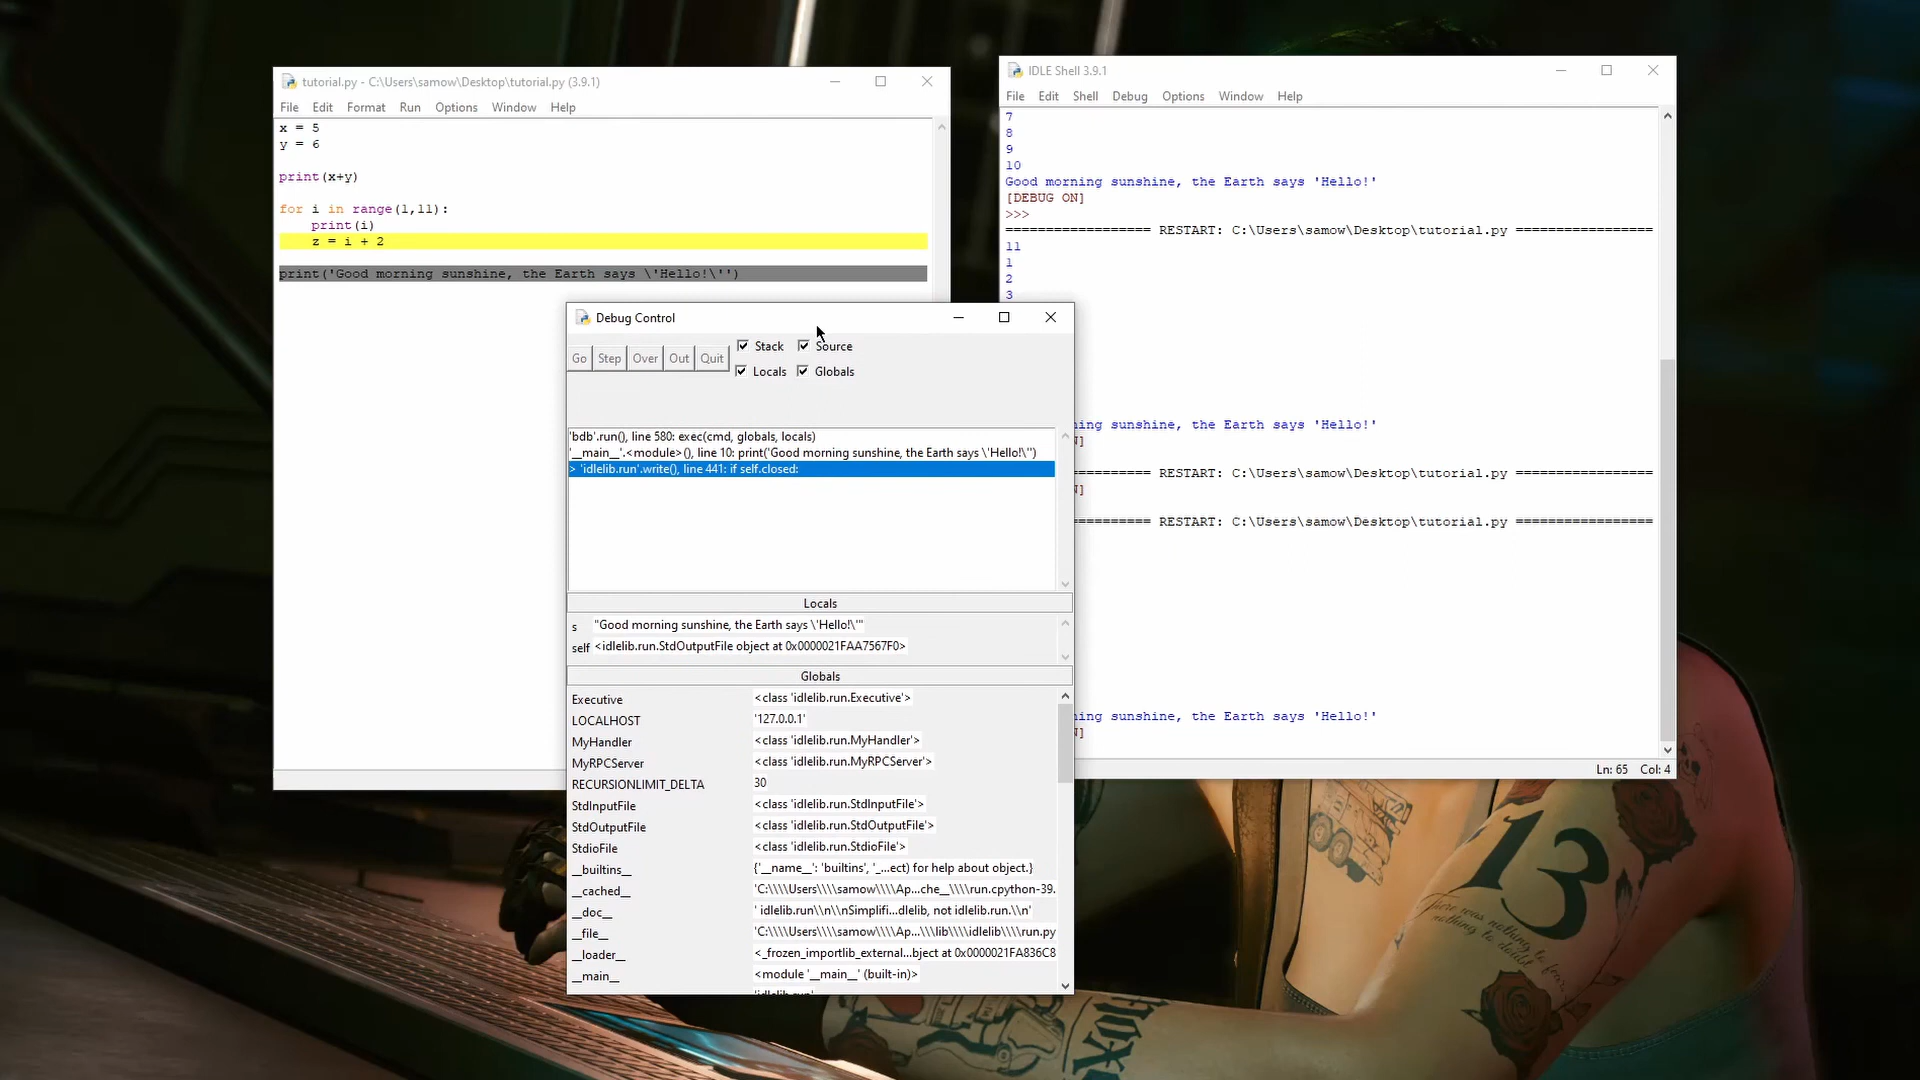 tutorial.py - C:\Users\samow\Desktop\tutorial.py (3.9.1)
File Edit Format Run Options Window Help
x = 5
y = 6
print(x+y)
for i in range(1,11):
    print(i)
    z = i + 2
print('Good morning sunshine, the Earth says \'Hello!\'')
IDLE Shell 3.9.1
File Edit Shell Debug Options Window Help
7
8
9
10
Good morning sunshine, the Earth says 'Hello!'
[DEBUG ON]
>>>
================= RESTART: C:\Users\samow\Desktop\tutorial.py =================
11
1
2
3
ning sunshine, the Earth says 'Hello!'
N]
========= RESTART: C:\Users\samow\Desktop\tutorial.py =================
N]
========= RESTART: C:\Users\samow\Desktop\tutorial.py =================
ning sunshine, the Earth says 'Hello!'
N]
Ln: 65 Col: 4
Debug Control
Go Step Over Out Quit
Stack Source
Locals Globals
'bdb'.run(), line 580: exec(cmd, globals, locals)
'__main__'.<module>(), line 10: print('Good morning sunshine, the Earth says \'Hello!\'')
> 'idlelib.run'.write(), line 441: if self.closed:
Locals
s "Good morning sunshine, the Earth says \'Hello!\'"
self <idlelib.run.StdOutputFile object at 0x0000021FAA7567F0>
Globals
Executive <class 'idlelib.run.Executive'>
LOCALHOST '127.0.0.1'
MyHandler <class 'idlelib.run.MyHandler'>
MyRPCServer <class 'idlelib.run.MyRPCServer'>
RECURSIONLIMIT_DELTA 30
StdInputFile <class 'idlelib.run.StdInputFile'>
StdOutputFile <class 'idlelib.run.StdOutputFile'>
StdioFile <class 'idlelib.run.StdioFile'>
__builtins__ {'__name__': 'builtins', '_...ect) for help about object.}
__cached__ 'C:\\\\Users\\\\samow\\\\Ap...che__\\\\run.cpython-39.
__doc__ ' idlelib.run\\n\\nSimplifi...dlelib, not idlelib.run.\\n'
__file__ 'C:\\\\Users\\\\samow\\\\Ap...\\\lib\\\\idlelib\\\\run.py
__loader__ <_frozen_importlib_external...bject at 0x0000021FA836C8
__main__ <module '__main__' (built-in)>
13
There was nothing to fear
nothing to doubt